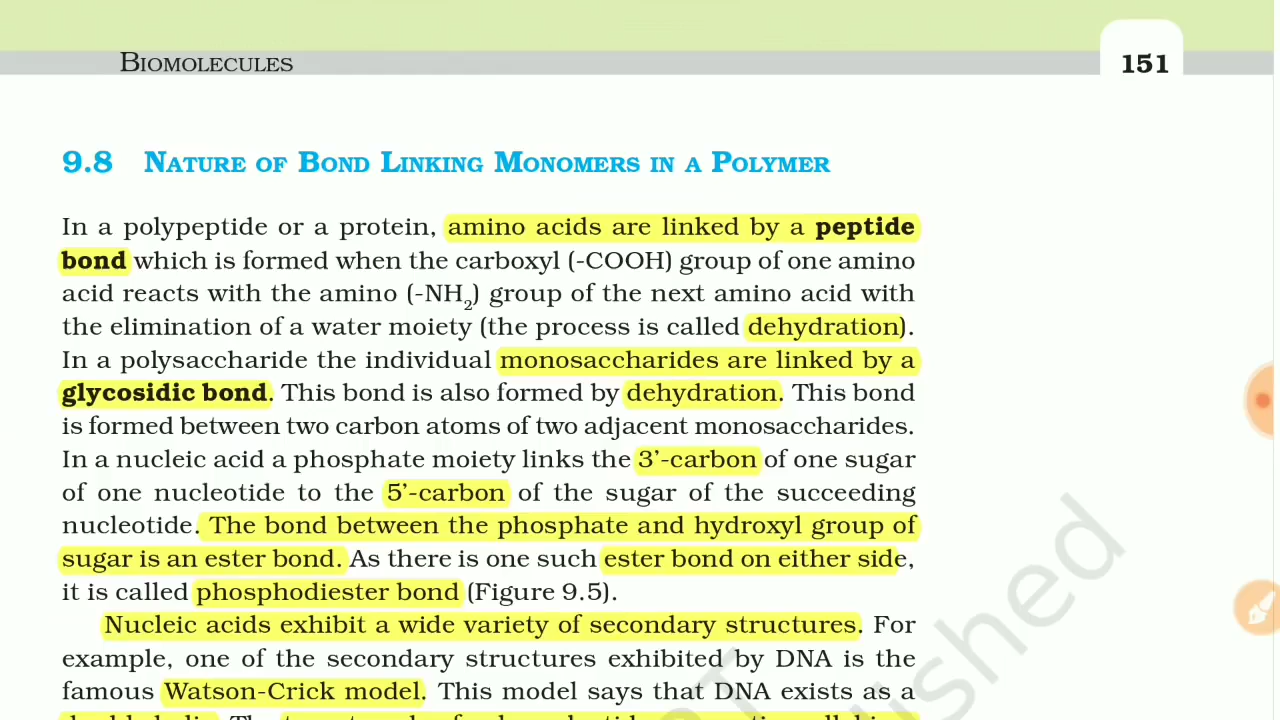 BIOMOLECULES
151
9.8 NATURE OF BOND LINKING MONOMERS IN A POLYMER
In a polypeptide or a protein, amino acids are linked by a peptide
bond which is formed when the carboxyl (-COOH) group of one amino
acid reacts with the amino (-NH₂) group of the next amino acid with
the elimination of a water moiety (the process is called dehydration).
In a polysaccharide the individual monosaccharides are linked by a
glycosidic bond. This bond is also formed by dehydration. This bond
is formed between two carbon atoms of two adjacent monosaccharides.
In a nucleic acid a phosphate moiety links the 3’-carbon of one sugar
of one nucleotide to the 5’-carbon of the sugar of the succeeding
nucleotide. The bond between the phosphate and hydroxyl group of
sugar is an ester bond. As there is one such ester bond on either side,
it is called phosphodiester bond (Figure 9.5).
Nucleic acids exhibit a wide variety of secondary structures. For
example, one of the secondary structures exhibited by DNA is the
famous Watson-Crick model. This model says that DNA exists as a